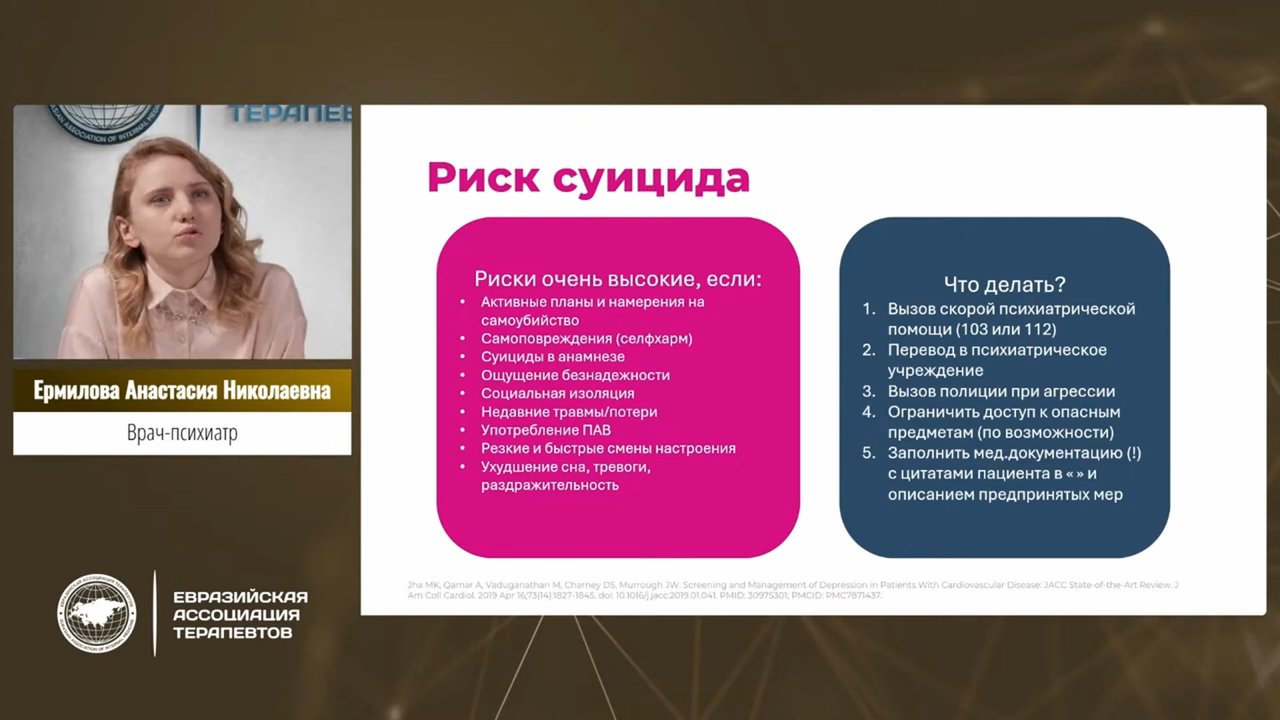 ASIAN ASSOCIATION OF INTERNAL ME
ТЕРАПЕВ
Ермилова Анастасия Николаевна
Врач-психиатр
ЕВРАЗИЙСКАЯ
АССОЦИАЦИЯ
ТЕРАПЕВТОВ
Риск суицида
Риски очень высокие, если:
• Активные планы и намерения на
самоубийство
• Самоповреждения (селфхарм)
• Суициды в анамнезе
• Ощущение безнадежности
• Социальная изоляция
• Недавние травмы/потери
• Употребление ПАВ
• Резкие и быстрые смены настроения
• Ухудшение сна, тревоги,
раздражительность
Что делать?
1. Вызов скорой психиатрической
помощи (103 или 112)
2. Перевод в психиатрическое
учреждение
3. Вызов полиции при агрессии
4. Ограничить доступ к опасным
предметам (по возможности)
5. Заполнить мед.документацию (!)
с цитатами пациента в «» и
описанием предпринятых мер
Jha MK, Qamar A, Vaduganathan M, Charney DS, Murrough JW. Screening and Management of Depression in Patients With Cardiovascular Disease: JACC State-of-the-Art Review. J
Am Coll Cardiol. 2019 Apr 16;73(14):1827-1845. doi: 10.1016/j.jacc.2019.01.041. PMID: 30975301; PMCID: PMC7871437.